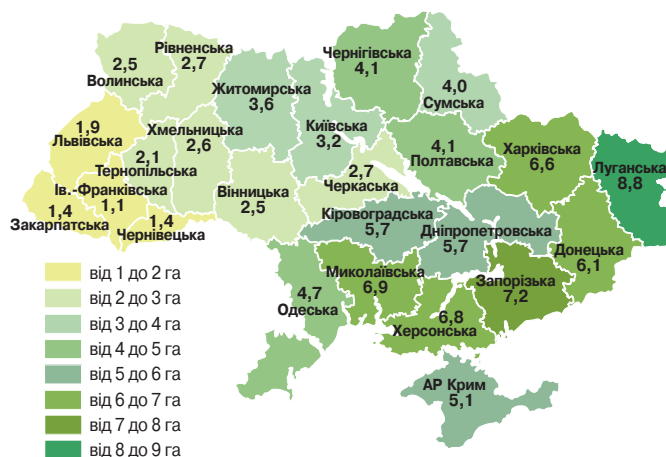 Рівненська
2,7
2,5
Волинська
Чернігівська
4,1
4,0
Сумська
Житомирська
3,6
Київська
3,2
1,9
Львівська
Хмельницька
2,6
2,1
Тернопільська
4,1
Полтавська
Харківська
6,6
Луганська
8,8
Ів.-Франківська
1,1
1,4
Закарпатська
1,4
Чернівецька
Вінницька
2,5
2,7
Черкаська
Кіровоградська
5,7
Дніпропетровська
5,7
Донецька
6,1
4,7
Одеська
Миколаївська
6,9
6,8
Херсонська
Запорізька
7,2
АР Крим
5,1
від 1 до 2 га
від 2 до 3 га
від 3 до 4 га
від 4 до 5 га
від 5 до 6 га
від 6 до 7 га
від 7 до 8 га
від 8 до 9 га